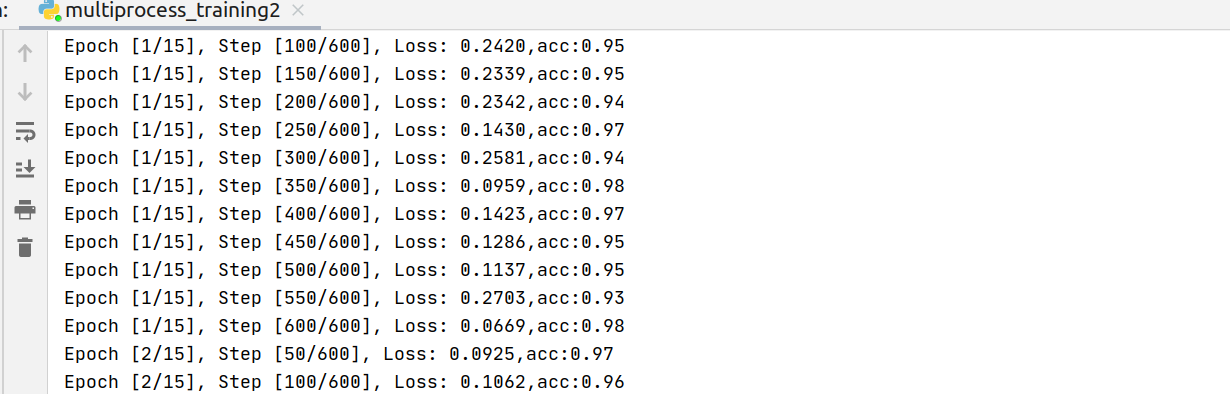 : multiprocess_training2
Epoch [1/15], Step [100/600], Loss: 0.2420,acc:0.95
Epoch [1/15], Step [150/600], Loss: 0.2339,acc:0.95
Epoch [1/15], Step [200/600], Loss: 0.2342,acc:0.94
Epoch [1/15], Step [250/600], Loss: 0.1430,acc:0.97
Epoch [1/15], Step [300/600], Loss: 0.2581,acc:0.94
Epoch [1/15], Step [350/600], Loss: 0.0959,acc:0.98
Epoch [1/15], Step [400/600], Loss: 0.1423,acc:0.97
Epoch [1/15], Step [450/600], Loss: 0.1286,acc:0.95
Epoch [1/15], Step [500/600], Loss: 0.1137,acc:0.95
Epoch [1/15], Step [550/600], Loss: 0.2703,acc:0.93
Epoch [1/15], Step [600/600], Loss: 0.0669,acc:0.98
Epoch [2/15], Step [50/600], Loss: 0.0925,acc:0.97
Epoch [2/15], Step [100/600], Loss: 0.1062,acc:0.96